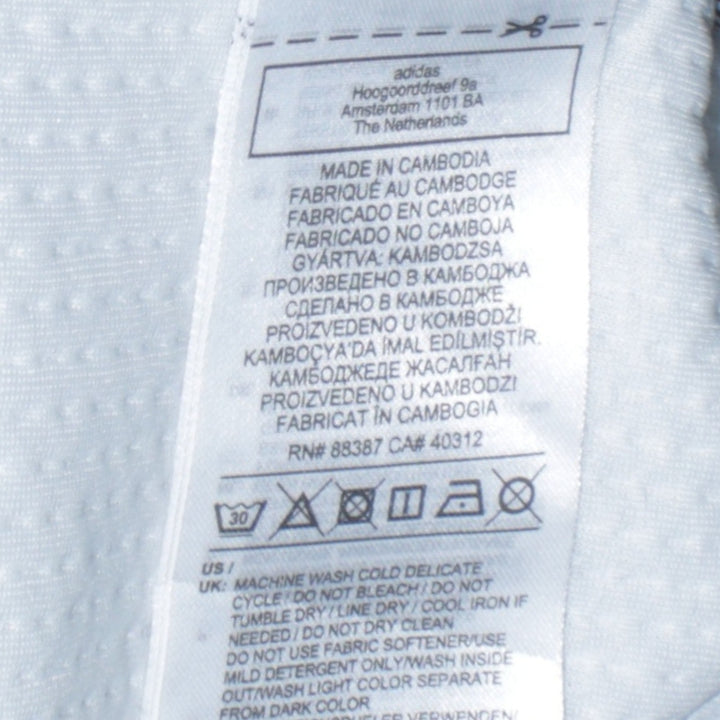 adidas
Hoogoorddreef 9a
Amsterdam 1101 BA
The Netherlands
MADE IN CAMBODIA
FABRIQUÉ AU CAMBODGE
FABRICADO EN CAMBOYA
FABRICADO NO CAMBOJA
GYÁRTVA: KAMBODZSA
ПРОИЗВЕДЕНО В КАМБОДЖА
СДЕЛАНО В КАМБОДЖЕ
PROIZVEDENO U KOMBODŽI
KAMBOÇYA'DA İMAL EDİLMİŞTİR.
КАМБОДЖЕДЕ ЖАСАЛҒАН
PROIZVEDENO U KAMBODŽI
FABRICAT ÎN CAMBOGIA
RN# 88387 CA# 40312
30
US /
UK: MACHINE WASH COLD DELICATE
CYCLE / DO NOT BLEACH / DO NOT
TUMBLE DRY / LINE DRY / COOL IRON IF
NEEDED / DO NOT DRY CLEAN
DO NOT USE FABRIC SOFTENER/USE
MILD DETERGENT ONLY/WASH INSIDE
OUT/WASH LIGHT COLOR SEPARATE
FROM DARK COLOR
VERWENDEN/